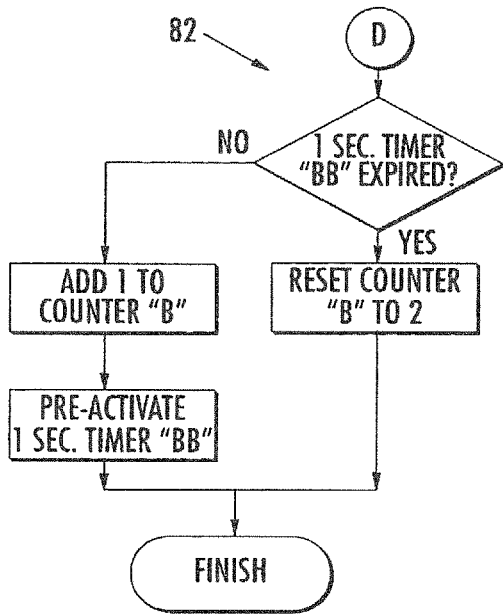 82
D
1 SEC. TIMER
"BB" EXPIRED?
NO
YES
ADD 1 TO
COUNTER "B"
RESET COUNTER
"B" TO 2
PRE-ACTIVATE
1 SEC. TIMER "BB"
FINISH